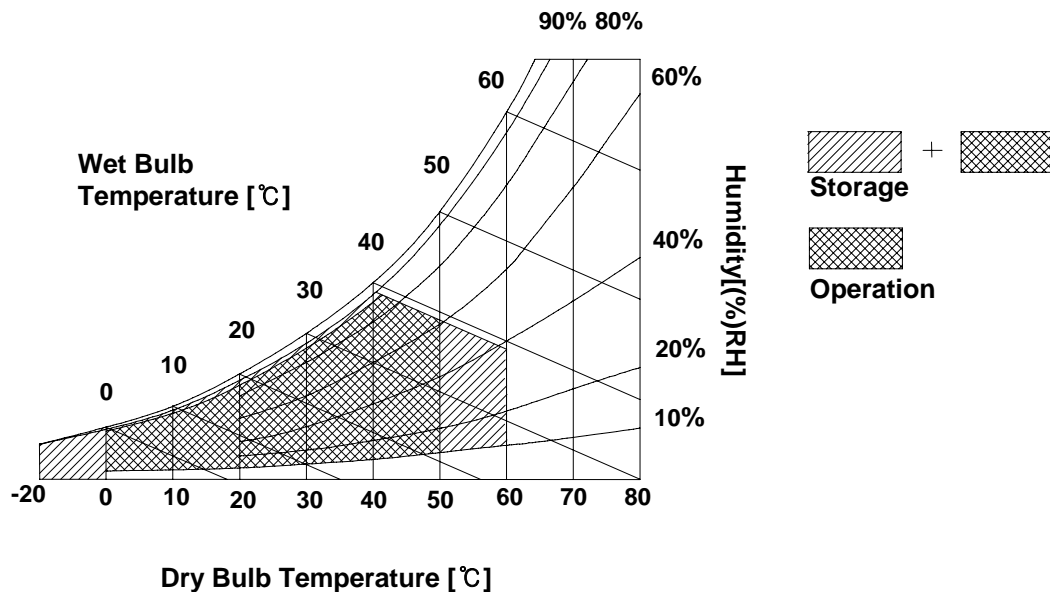 90% 80%
60
60%
50
Wet Bulb
Temperature [℃]
Humidity[(%)RH]
+
Storage
40
40%
30
Operation
20
20%
10
0
10%
-20 0 10 20 30 40 50 60 70 80
Dry Bulb Temperature [℃]